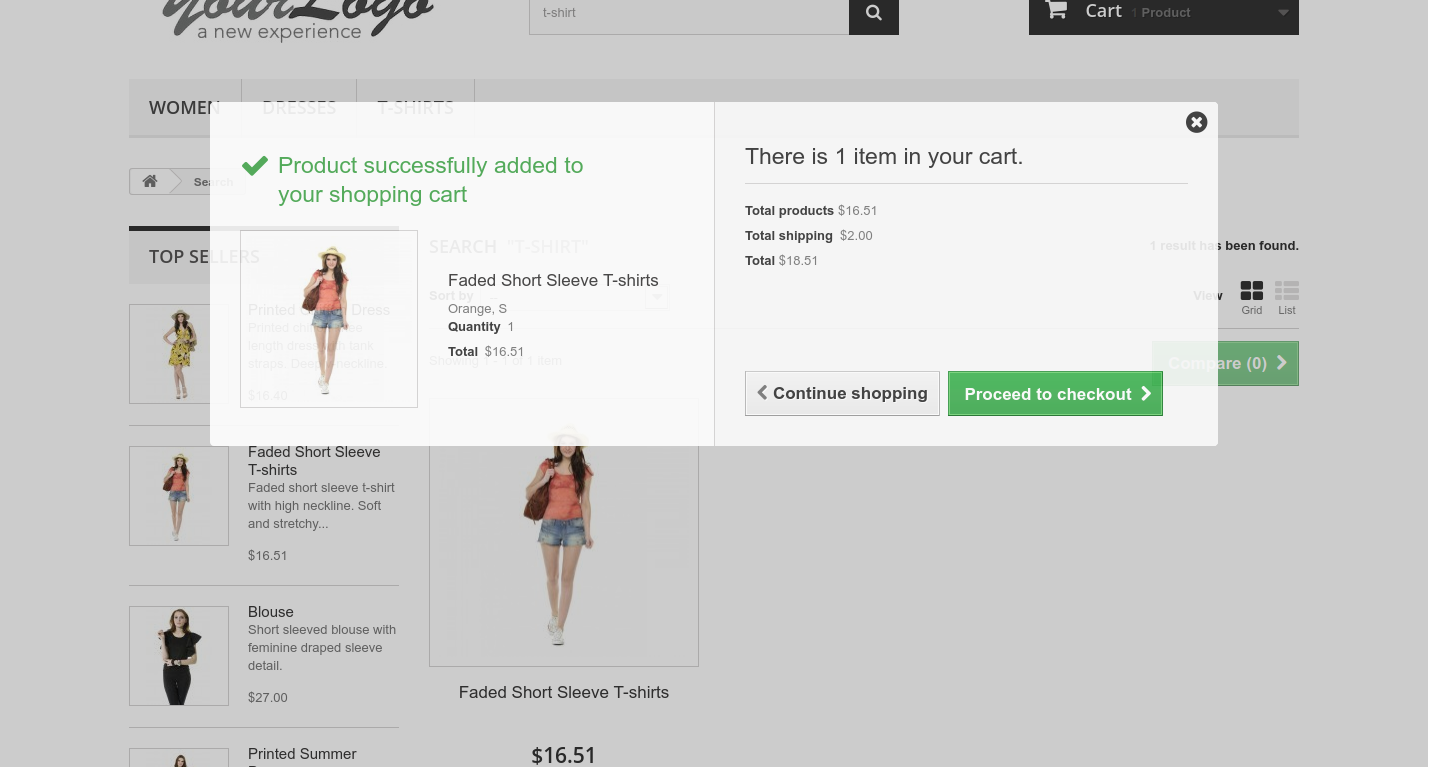 YourLogo
a new experience
t-shirt
Cart 1 Product
WOMEN
DRESSES
T-SHIRTS
Product successfully added to
your shopping cart
There is 1 item in your cart.
Total products $16.51
Total shipping $2.00
Total $18.51
Faded Short Sleeve T-shirts
Orange, S
Quantity 1
Total $16.51
Continue shopping
Proceed to checkout
Search
TOP SELLERS
SEARCH "T-SHIRT"
1 result has been found.
Sort by
View
Grid
List
Showing 1 - 1 of 1 item
Compare (0)
Printed Chiffon Dress
Printed chiffon knee
length dress with tank
straps. Deep v-neckline.
$16.40
Faded Short Sleeve
T-shirts
Faded short sleeve t-shirt
with high neckline. Soft
and stretchy...
$16.51
Blouse
Short sleeved blouse with
feminine draped sleeve
detail.
$27.00
Printed Summer
Faded Short Sleeve T-shirts
$16.51